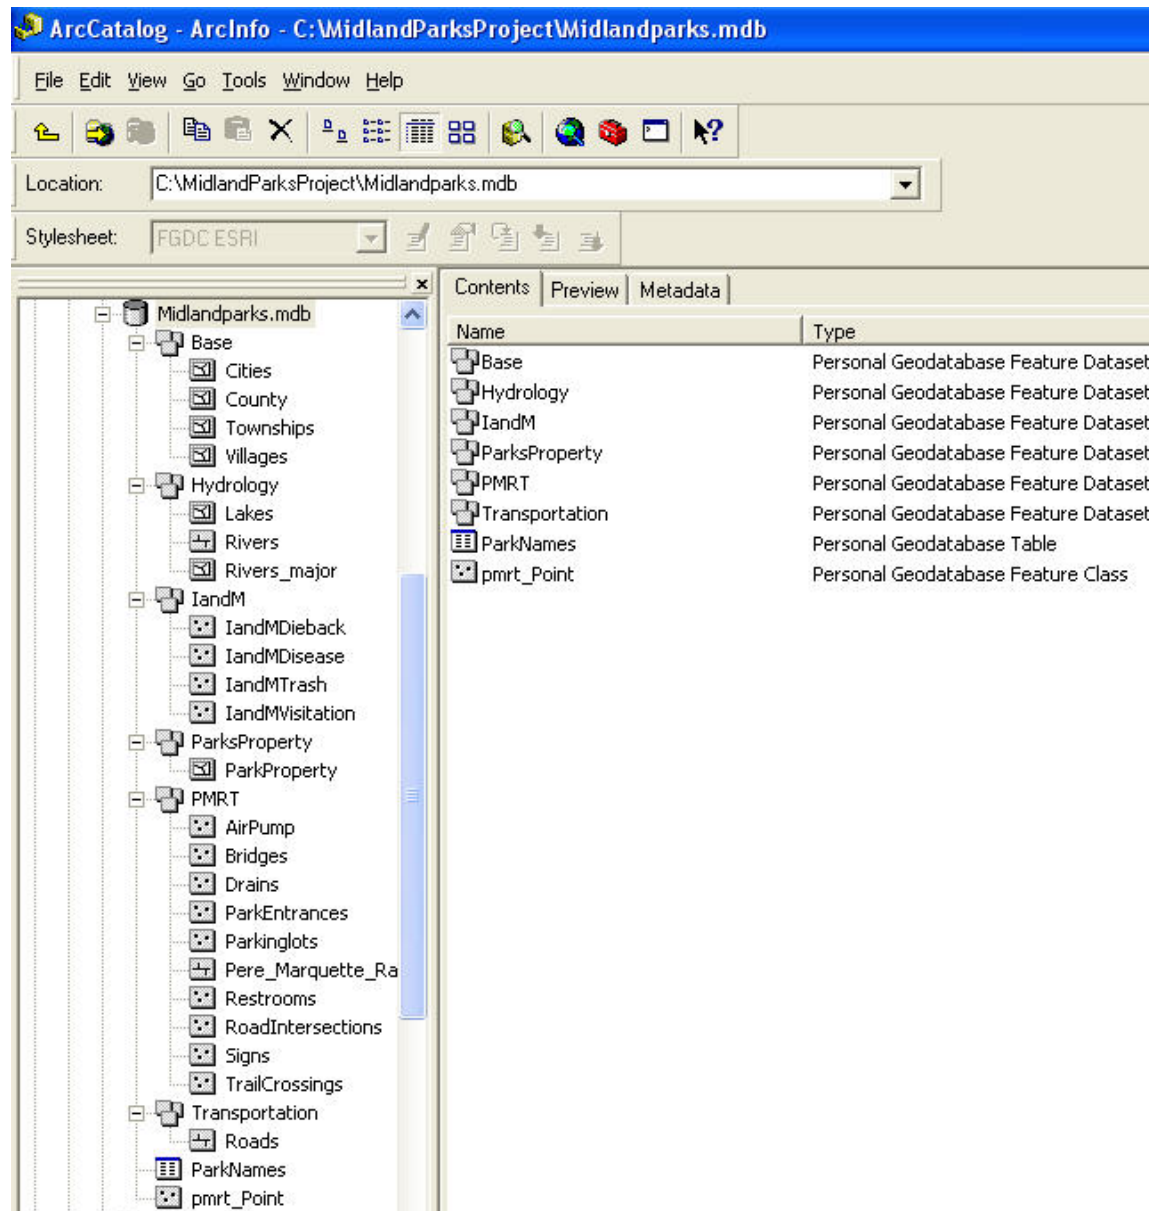 ArcCatalog - ArcInfo - C:\MidlandParksProject\Midlandparks.mdb
File Edit View Go Tools Window Help
Location: C:\MidlandParksProject\Midlandparks.mdb
Stylesheet: FGDC ESRI
Midlandparks.mdb
Base
Cities
County
Townships
Villages
Hydrology
Lakes
Rivers
Rivers_major
IandM
IandMDieback
IandMDisease
IandMTrash
IandMVisitation
ParksProperty
ParkProperty
PMRT
AirPump
Bridges
Drains
ParkEntrances
Parkinglots
Pere_Marquette_Ra
Restrooms
RoadIntersections
Signs
TrailCrossings
Transportation
Roads
ParkNames
pmrt_Point
Contents Preview Metadata
Name Type
Base Personal Geodatabase Feature Dataset
Hydrology Personal Geodatabase Feature Dataset
IandM Personal Geodatabase Feature Dataset
ParksProperty Personal Geodatabase Feature Dataset
PMRT Personal Geodatabase Feature Dataset
Transportation Personal Geodatabase Feature Dataset
ParkNames Personal Geodatabase Table
pmrt_Point Personal Geodatabase Feature Class